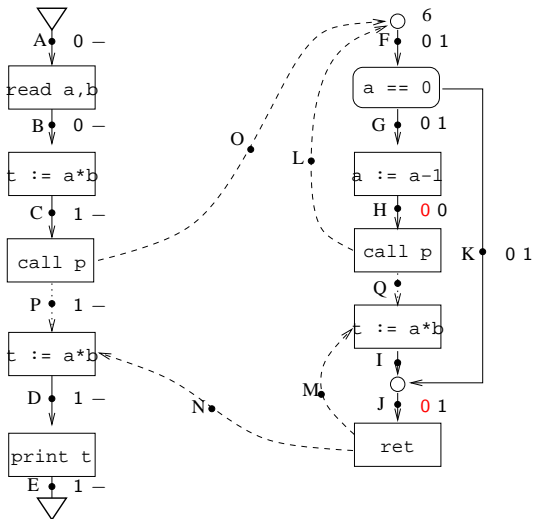 A 0 –
read a,b
B 0 –
t := a*b
C 1 –
call p
P 1 –
t := a*b
D 1 –
print t
E 1 –
O
L
N
M
6
F 0 1
a == 0
G 0 1
a := a-1
H 0 0
call p
K 0 1
Q
t := a*b
I
J 0 1
ret